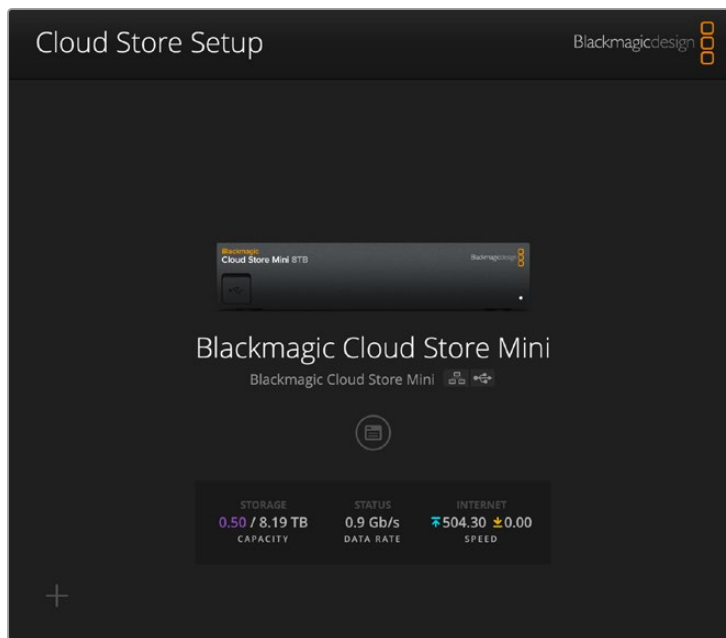 Cloud Store Setup
Blackmagicdesign
Blackmagic
Cloud Store Mini 8TB
Blackmagicdesign
Blackmagic Cloud Store Mini
Blackmagic Cloud Store Mini
STORAGE STATUS INTERNET
0.50 / 8.19 TB 0.9 Gb/s 504.30 0.00
CAPACITY DATA RATE SPEED